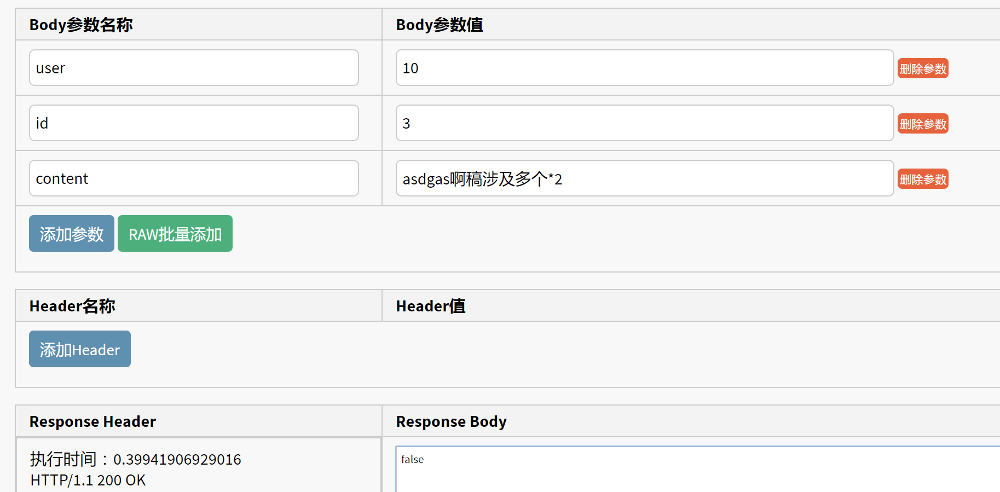 Body参数名称 Body参数值
user 10 删除参数
id 3 删除参数
content asdgas啊稿涉及多个*2 删除参数
添加参数 RAW批量添加
Header名称 Header值
添加Header
Response Header Response Body
执行时间：0.39941906929016 false
HTTP/1.1 200 OK